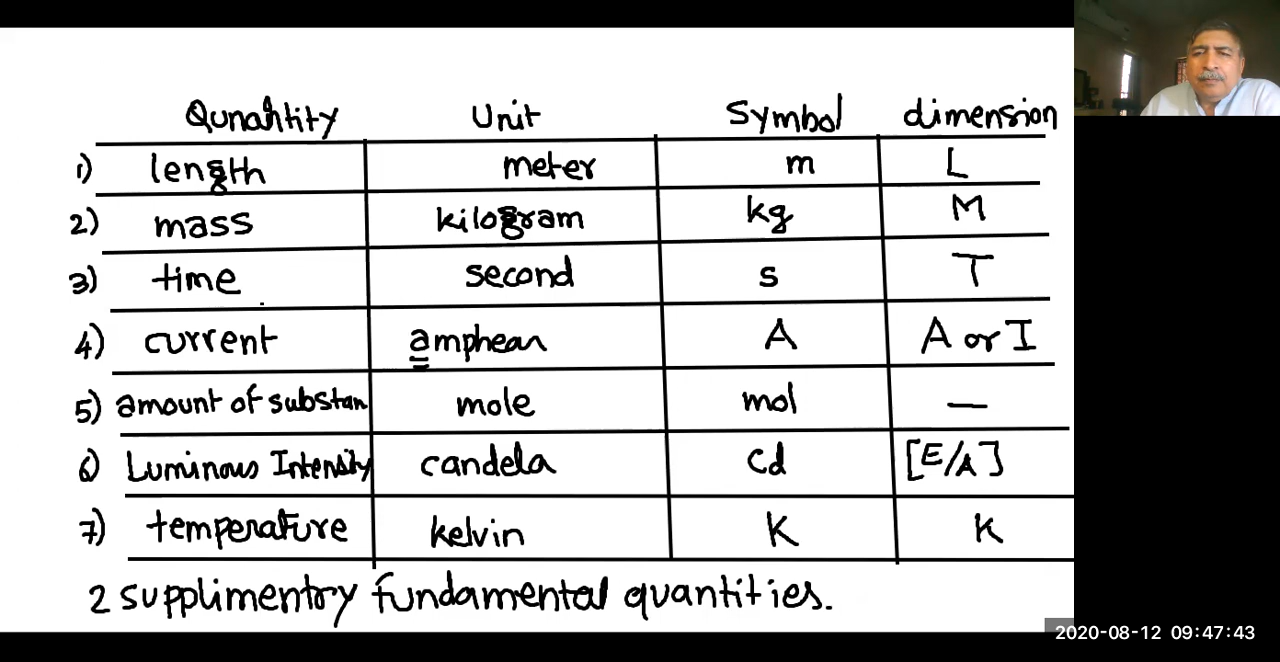 Qunahtity Unit Symbol dimension
1) length meter m L
2) mass kilogram kg M
3) time second s T
4) current amphear A A or I
5) amount of substan mole mol —
6) Luminous Intensity candela Cd [E/A]
7) temperature kelvin K K
2 supplimentry fundamental quantities.
2020-08-12 09:47:43